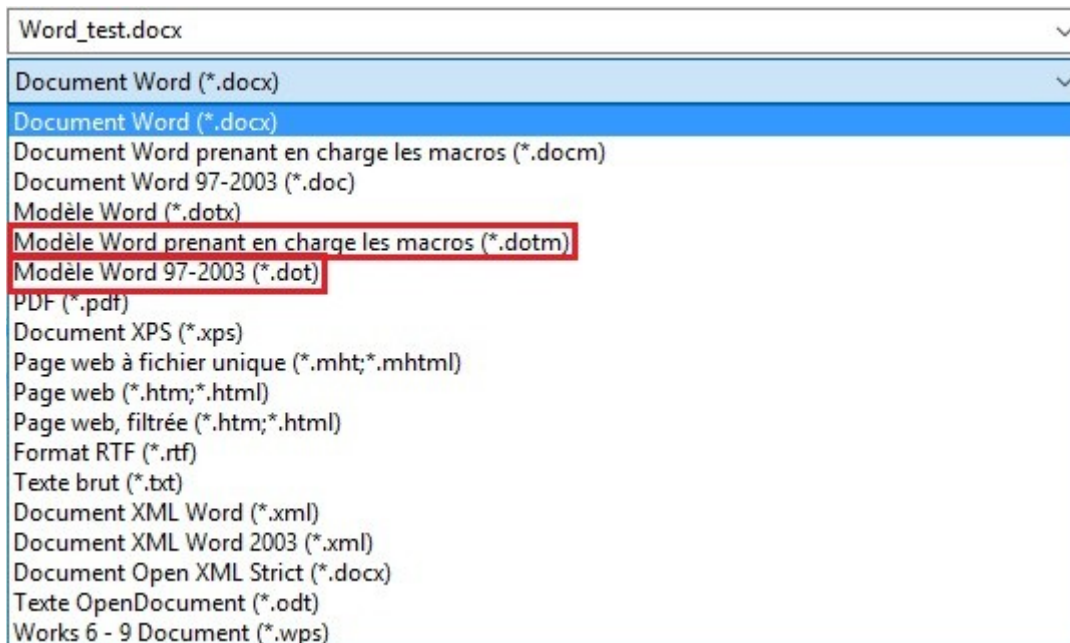 Word_test.docx
Document Word (*.docx)
Document Word (*.docx)
Document Word prenant en charge les macros (*.docm)
Document Word 97-2003 (*.doc)
Modèle Word (*.dotx)
Modèle Word prenant en charge les macros (*.dotm)
Modèle Word 97-2003 (*.dot)
PDF (*.pdf)
Document XPS (*.xps)
Page web à fichier unique (*.mht;*.mhtml)
Page web (*.htm;*.html)
Page web, filtrée (*.htm;*.html)
Format RTF (*.rtf)
Texte brut (*.txt)
Document XML Word (*.xml)
Document XML Word 2003 (*.xml)
Document Open XML Strict (*.docx)
Texte OpenDocument (*.odt)
Works 6 - 9 Document (*.wps)